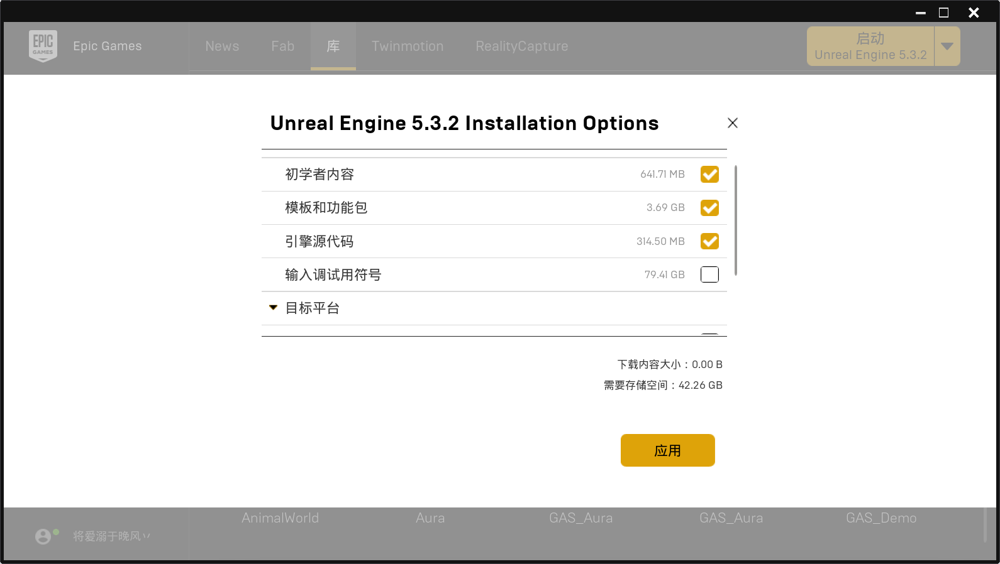 EPIC
GAMES
Epic Games
News
Fab
库
Twinmotion
RealityCapture
启动
Unreal Engine 5.3.2
Unreal Engine 5.3.2 Installation Options
初学者内容 641.71 MB
模板和功能包 3.69 GB
引擎源代码 314.50 MB
输入调试用符号 79.41 GB
目标平台
下载内容大小：0.00 B
需要存储空间：42.26 GB
应用
AnimalWorld
Aura
GAS_Aura
GAS_Aura
GAS_Demo
将爱溺于晚风